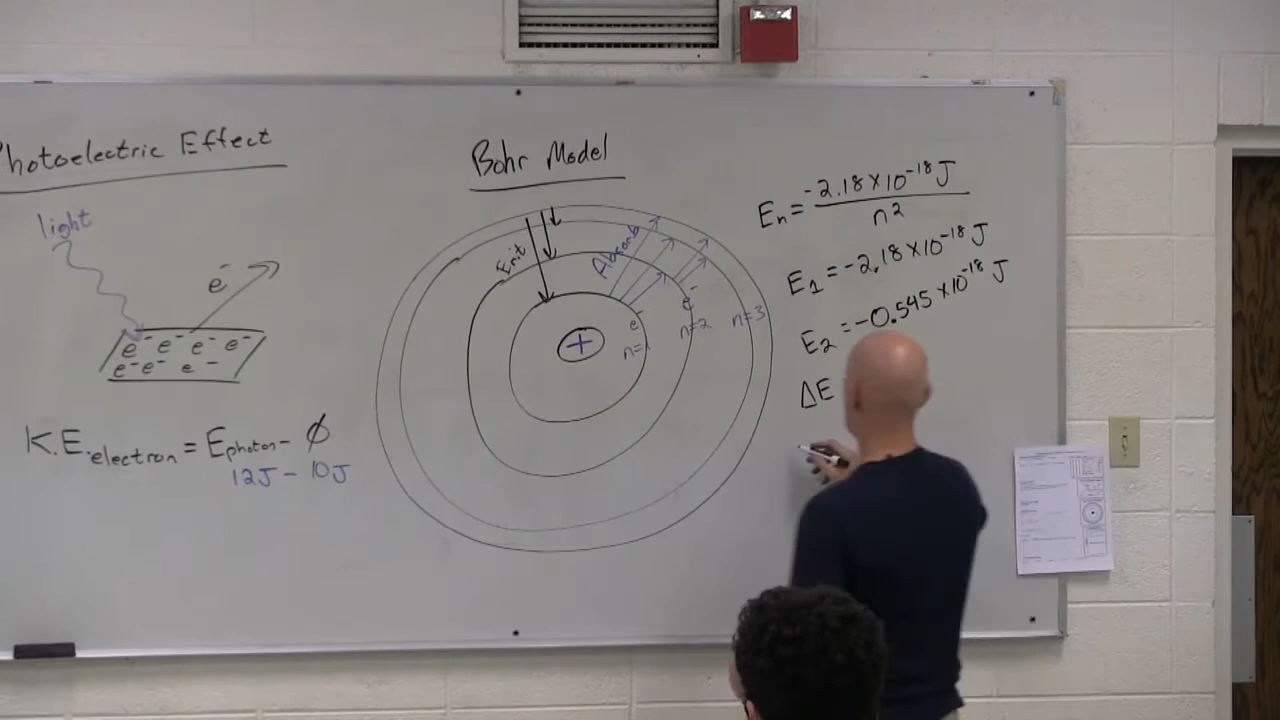 Photoelectric Effect
light
e-
e- e- e- e-
e- e- e-
K.E.electron = Ephoton - ϕ
12J - 10J
Bohr Model
Emit
Absorb
+
e-
n=1
e-
n=2
n=3
En = -2.18 X 10^-18 J / n^2
E1 = -2.18 X 10^-18 J
E2 = -0.545 X 10^-18 J
ΔE